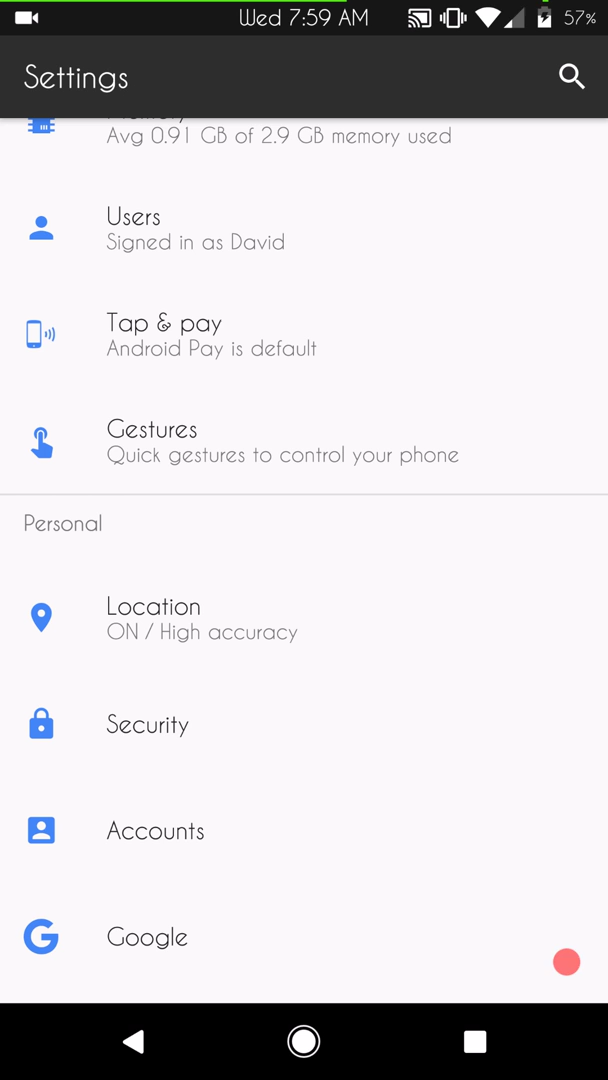 Wed 7:59 AM 57%
Settings
Memory
Avg 0.91 GB of 2.9 GB memory used
Users
Signed in as David
Tap & pay
Android Pay is default
Gestures
Quick gestures to control your phone
Personal
Location
ON / High accuracy
Security
Accounts
Google